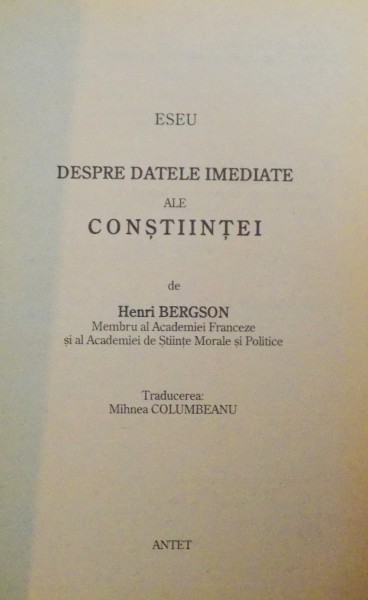 ESEU
DESPRE DATELE IMEDIATE
ALE
CONȘTIINȚEI
de
Henri BERGSON
Membru al Academiei Franceze
și al Academiei de Științe Morale și Politice
Traducerea:
Mihnea COLUMBEANU
ANTET